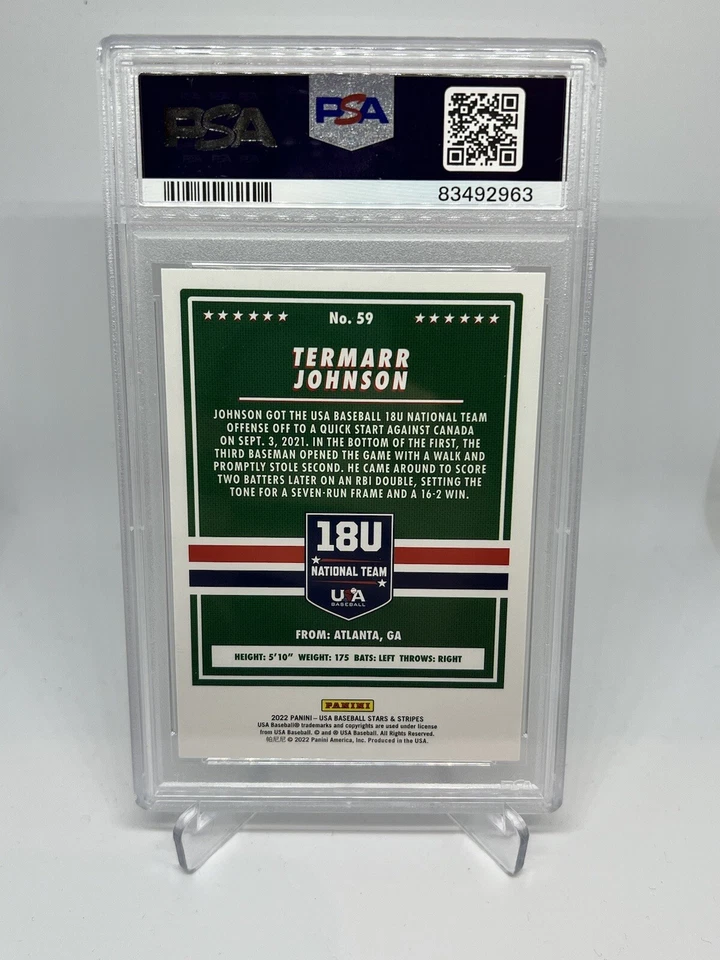 PSA PSA
83492963
No. 59
TERMARR
JOHNSON
JOHNSON GOT THE USA BASEBALL 18U NATIONAL TEAM
OFFENSE OFF TO A QUICK START AGAINST CANADA
ON SEPT. 3, 2021. IN THE BOTTOM OF THE FIRST, THE
THIRD BASEMAN OPENED THE GAME WITH A WALK AND
PROMPTLY STOLE SECOND. HE CAME AROUND TO SCORE
TWO BATTERS LATER ON AN RBI DOUBLE, SETTING THE
TONE FOR A SEVEN-RUN FRAME AND A 16-2 WIN.
18U
NATIONAL TEAM
USA
BASEBALL
FROM: ATLANTA, GA
HEIGHT: 5'10" WEIGHT: 175 BATS: LEFT THROWS: RIGHT
PANINI
2022 PANINI – USA BASEBALL STARS & STRIPES
USA Baseball® trademarks and copyrights are used under license
from USA Baseball. © and ® USA Baseball. All Rights Reserved.
帕尼尼 © 2022 Panini America, Inc. Produced in the USA.
PSA